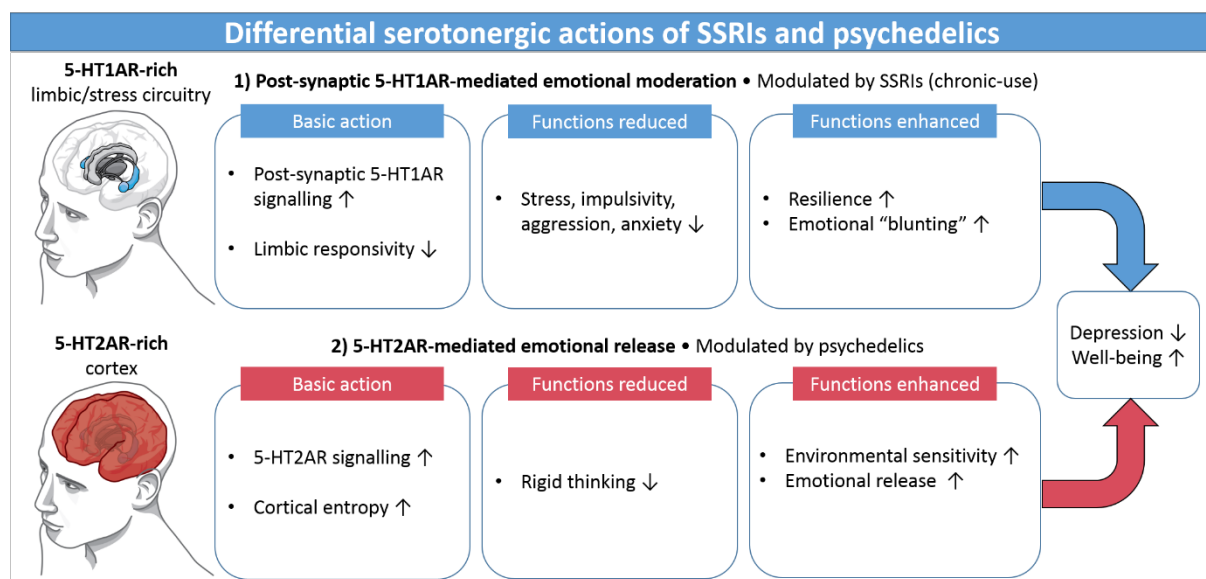 Differential serotonergic actions of SSRIs and psychedelics
5-HT1AR-rich
limbic/stress circuitry
1) Post-synaptic 5-HT1AR-mediated emotional moderation • Modulated by SSRIs (chronic-use)
Basic action
• Post-synaptic 5-HT1AR
signalling ↑
• Limbic responsivity ↓
Functions reduced
• Stress, impulsivity,
aggression, anxiety ↓
Functions enhanced
• Resilience ↑
• Emotional “blunting” ↑
5-HT2AR-rich
cortex
2) 5-HT2AR-mediated emotional release • Modulated by psychedelics
Basic action
• 5-HT2AR signalling ↑
• Cortical entropy ↑
Functions reduced
• Rigid thinking ↓
Functions enhanced
• Environmental sensitivity ↑
• Emotional release ↑
Depression ↓
Well-being ↑